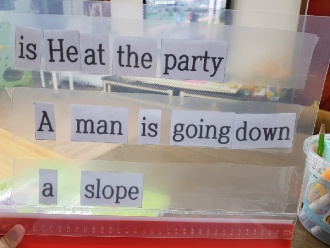 is He at the party
A man is going down
a slope